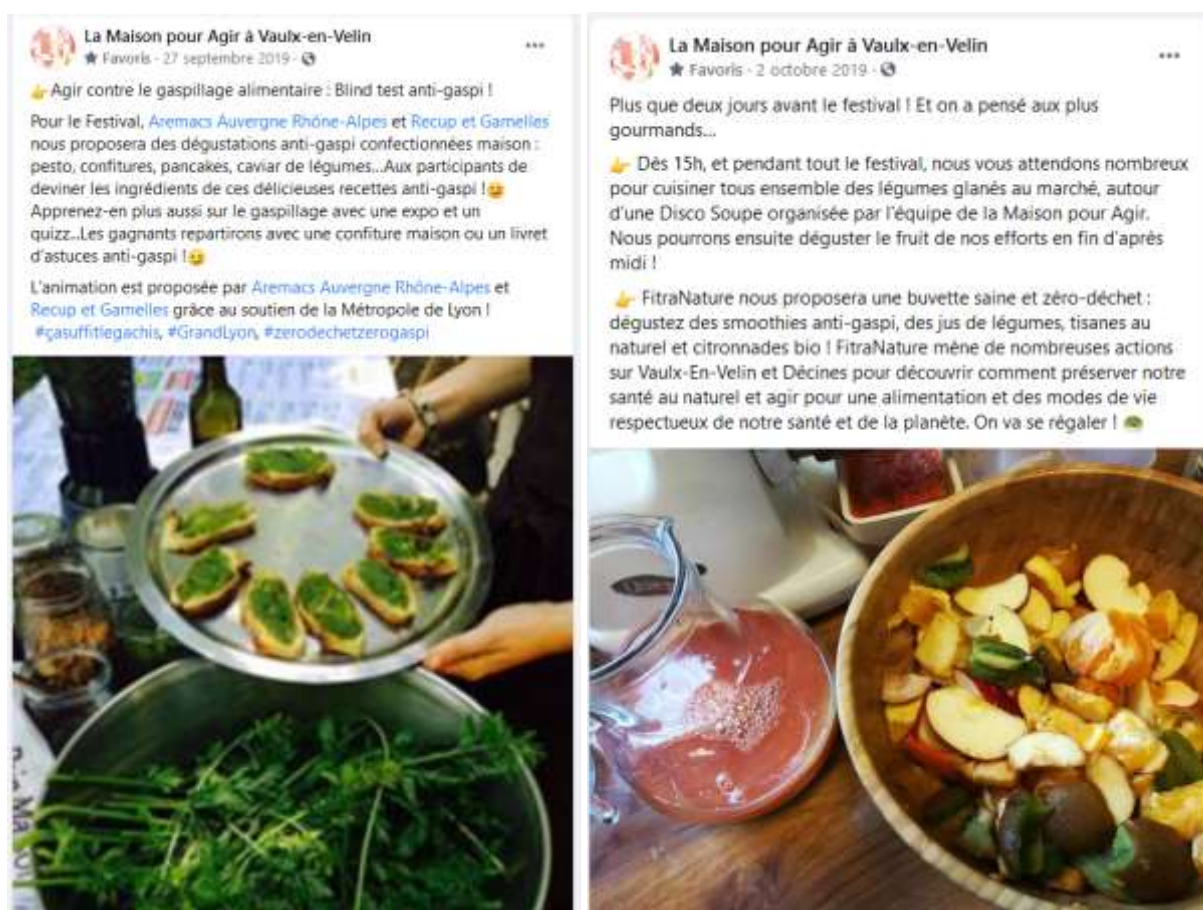 La Maison pour Agir à Vaulx-en-Velin
★ Favoris · 27 septembre 2019 ·
👉 Agir contre le gaspillage alimentaire : Blind test anti-gaspi !
Pour le Festival, Aremacs Auvergne Rhône-Alpes et Recup et Gamelles
nous proposera des dégustations anti-gaspi confectionnées maison :
pesto, confitures, pancakes, caviar de légumes...Aux participants de
deviner les ingrédients de ces délicieuses recettes anti-gaspi !😀
Apprenez-en plus aussi sur le gaspillage avec une expo et un
quizz...Les gagnants repartirons avec une confiture maison ou un livret
d'astuces anti-gaspi !😀
L'animation est proposée par Aremacs Auvergne Rhône-Alpes et
Recup et Gamelles grâce au soutien de la Métropole de Lyon !
#çasuffitlegachis, #GrandLyon, #zerodechetzerogaspi
La Maison pour Agir à Vaulx-en-Velin
★ Favoris · 2 octobre 2019 ·
Plus que deux jours avant le festival ! Et on a pensé aux plus
gourmands...
👉 Dès 15h, et pendant tout le festival, nous vous attendons nombreux
pour cuisiner tous ensemble des légumes glanés au marché, autour
d'une Disco Soupe organisée par l'équipe de la Maison pour Agir.
Nous pourrons ensuite déguster le fruit de nos efforts en fin d'après
midi !
👉 FitraNature nous proposera une buvette saine et zéro-déchet :
dégustez des smoothies anti-gaspi, des jus de légumes, tisanes au
naturel et citronnades bio ! FitraNature mène de nombreuses actions
sur Vaulx-En-Velin et Décines pour découvrir comment préserver notre
santé au naturel et agir pour une alimentation et des modes de vie
respectueux de notre santé et de la planète. On va se régaler !